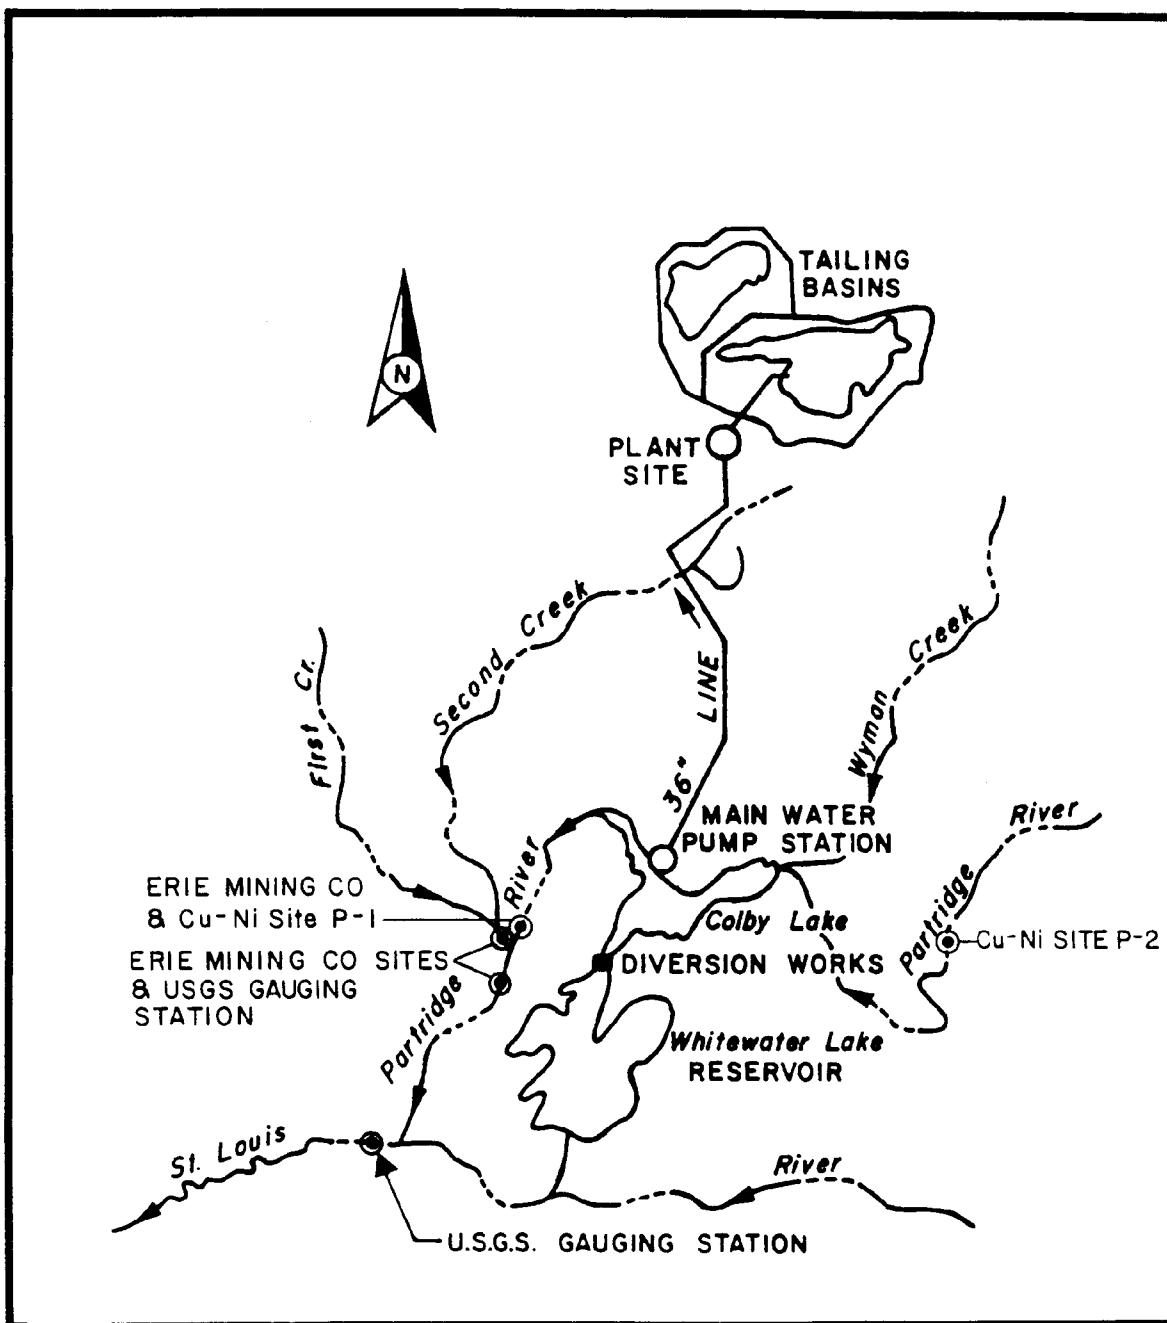 TAILING
BASINS
N
PLANT
SITE
Second Creek
First Cr.
LINE
36"
Wyman Creek
MAIN WATER
PUMP STATION
Partridge River
River
ERIE MINING CO
& Cu-Ni Site P-1
Colby Lake
Cu-Ni SITE P-2
ERIE MINING CO SITES
& USGS GAUGING
STATION
DIVERSION WORKS
Partridge
Whitewater Lake
RESERVOIR
St. Louis
River
U.S.G.S. GAUGING STATION